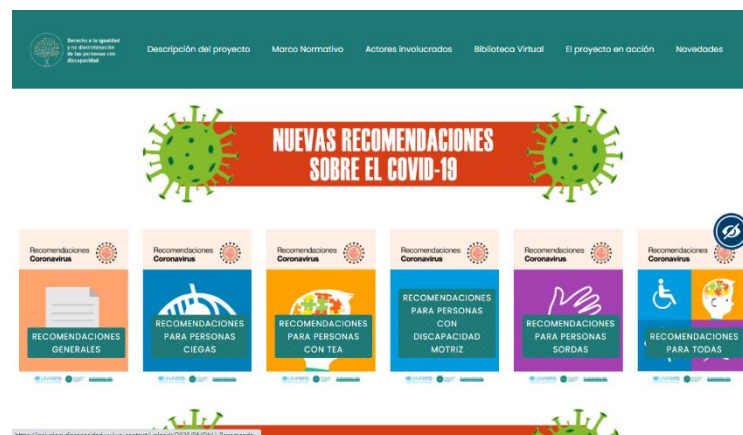 Derecho a la igualdad
y no discriminación
de las personas con
discapacidad
Descripción del proyecto
Marco Normativo
Actores involucrados
Biblioteca Virtual
El proyecto en acción
Novedades
NUEVAS RECOMENDACIONES
SOBRE EL COVID-19
Recomendaciones
Coronavirus
RECOMENDACIONES
GENERALES
Recomendaciones
Coronavirus
RECOMENDACIONES
PARA PERSONAS
CIEGAS
Recomendaciones
Coronavirus
RECOMENDACIONES
PARA PERSONAS
CON TEA
Recomendaciones
Coronavirus
RECOMENDACIONES
PARA PERSONAS
CON
DISCAPACIDAD
MOTRIZ
Recomendaciones
Coronavirus
RECOMENDACIONES
PARA PERSONAS
SORDAS
Recomendaciones
Coronavirus
RECOMENDACIONES
PARA TODAS